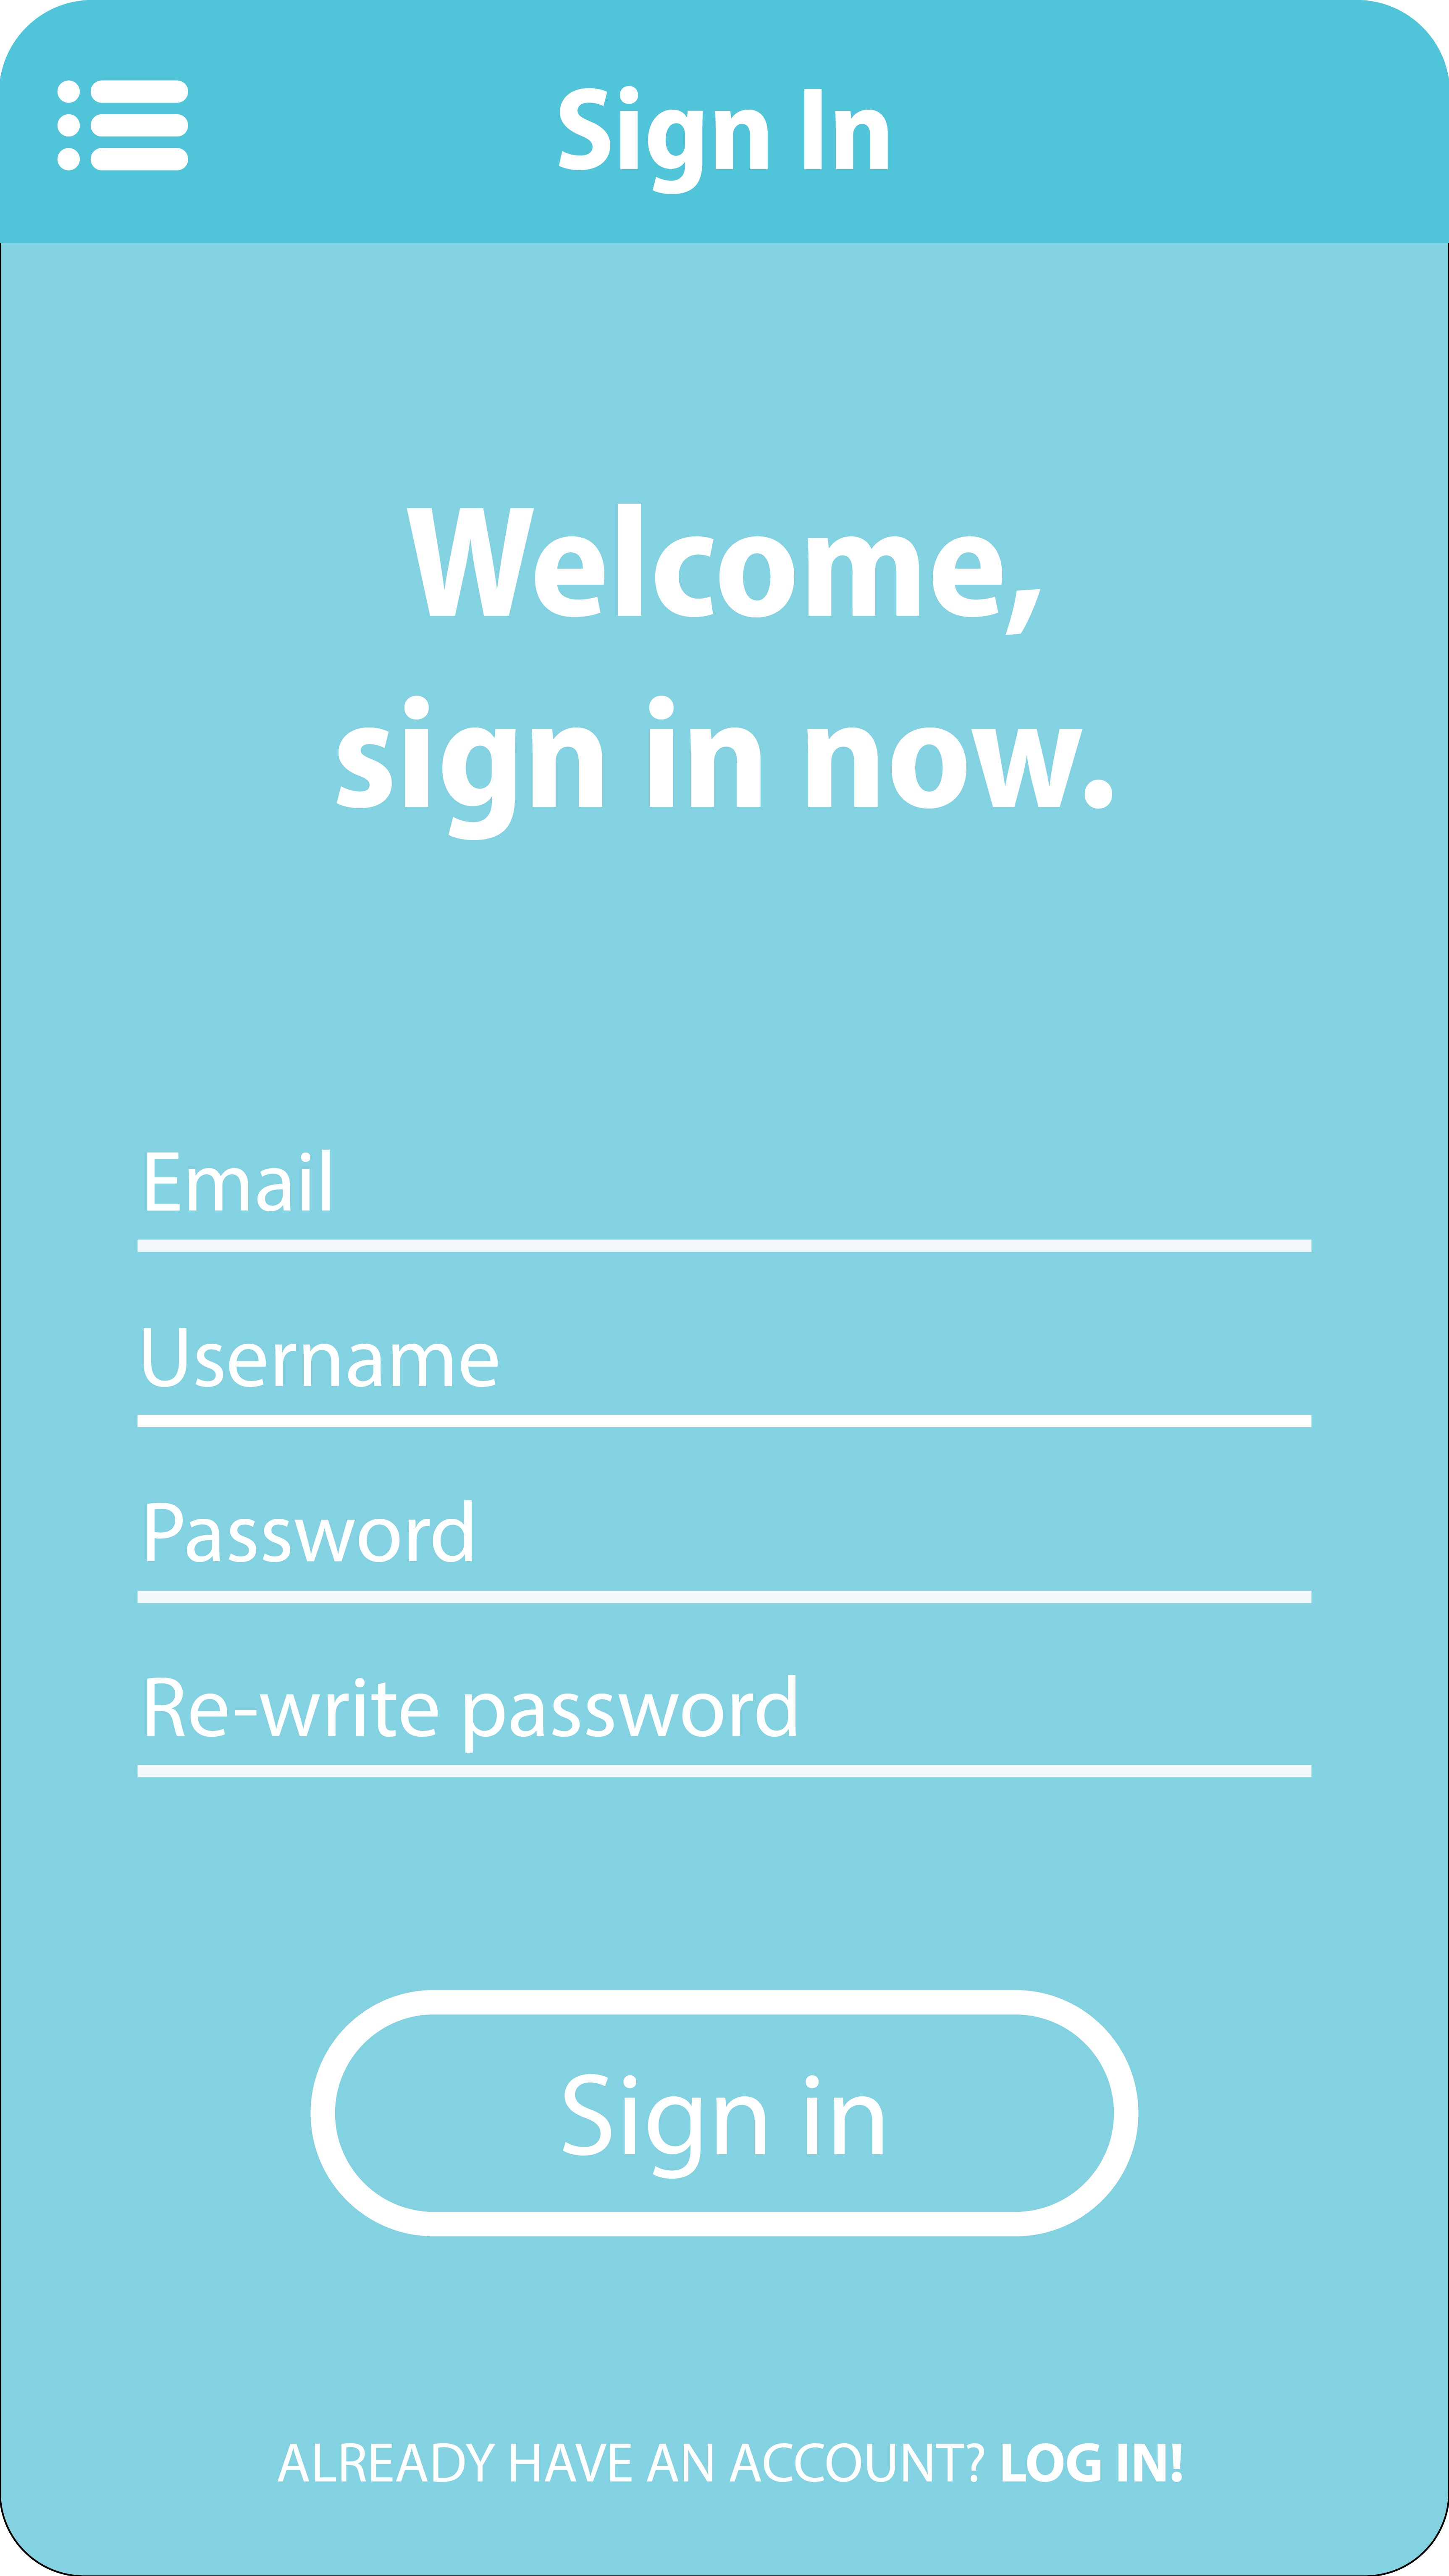 Sign In
Welcome,
sign in now.
Email
Username
Password
Re-write password
Sign in
ALREADY HAVE AN ACCOUNT? LOG IN!